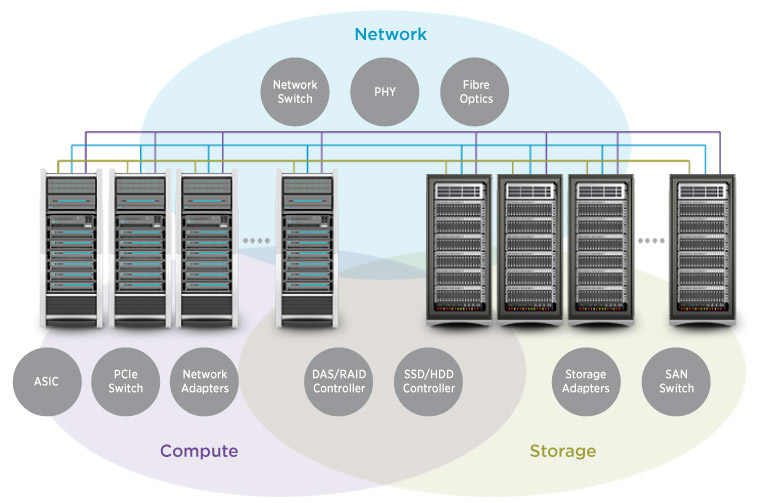 Network
Network
Switch
PHY
Fibre
Optics
ASIC
PCIe
Switch
Network
Adapters
DAS/RAID
Controller
SSD/HDD
Controller
Storage
Adapters
SAN
Switch
Compute
Storage